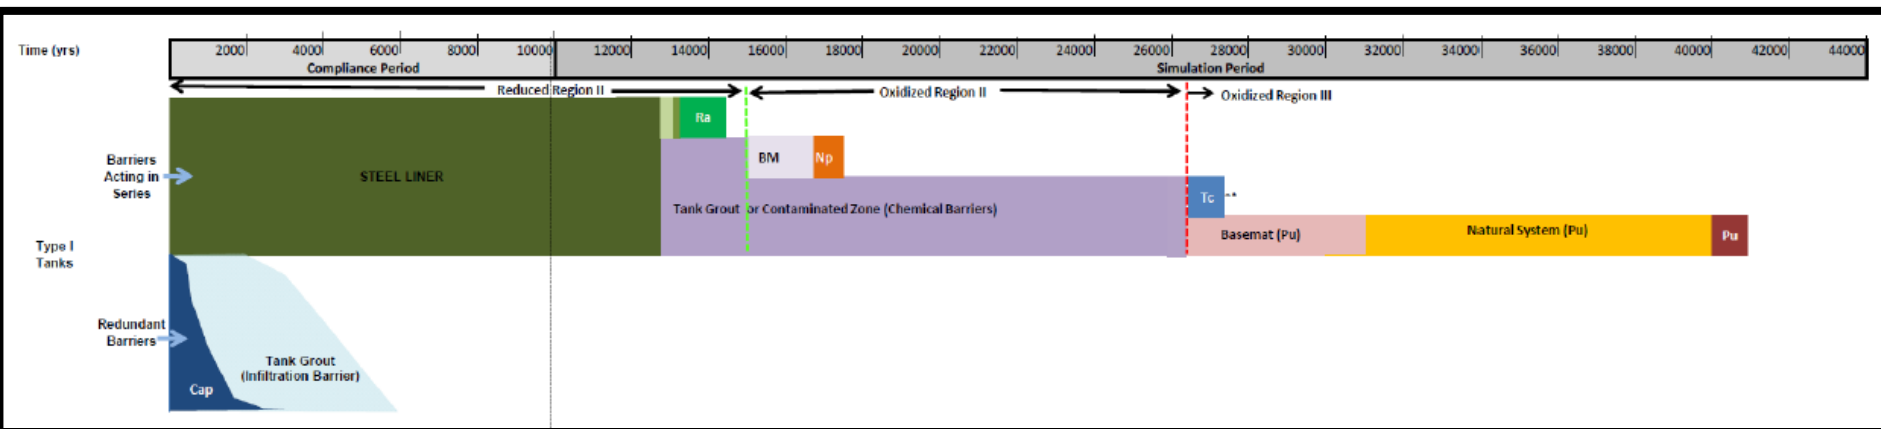 Time (yrs)
2000 4000 6000 8000 10000 12000 14000 16000 18000 20000 22000 24000 26000 28000 30000 32000 34000 36000 38000 40000 42000 44000
Compliance Period
Simulation Period
Reduced Region II
Oxidized Region II
Oxidized Region III
Ra
BM
Np
Barriers
Acting in
Series
STEEL LINER
Tank Grout or Contaminated Zone (Chemical Barriers)
Tc
**
Basemat (Pu)
Natural System (Pu)
Pu
Type I
Tanks
Redundant
Barriers
Tank Grout
(Infiltration Barrier)
Cap